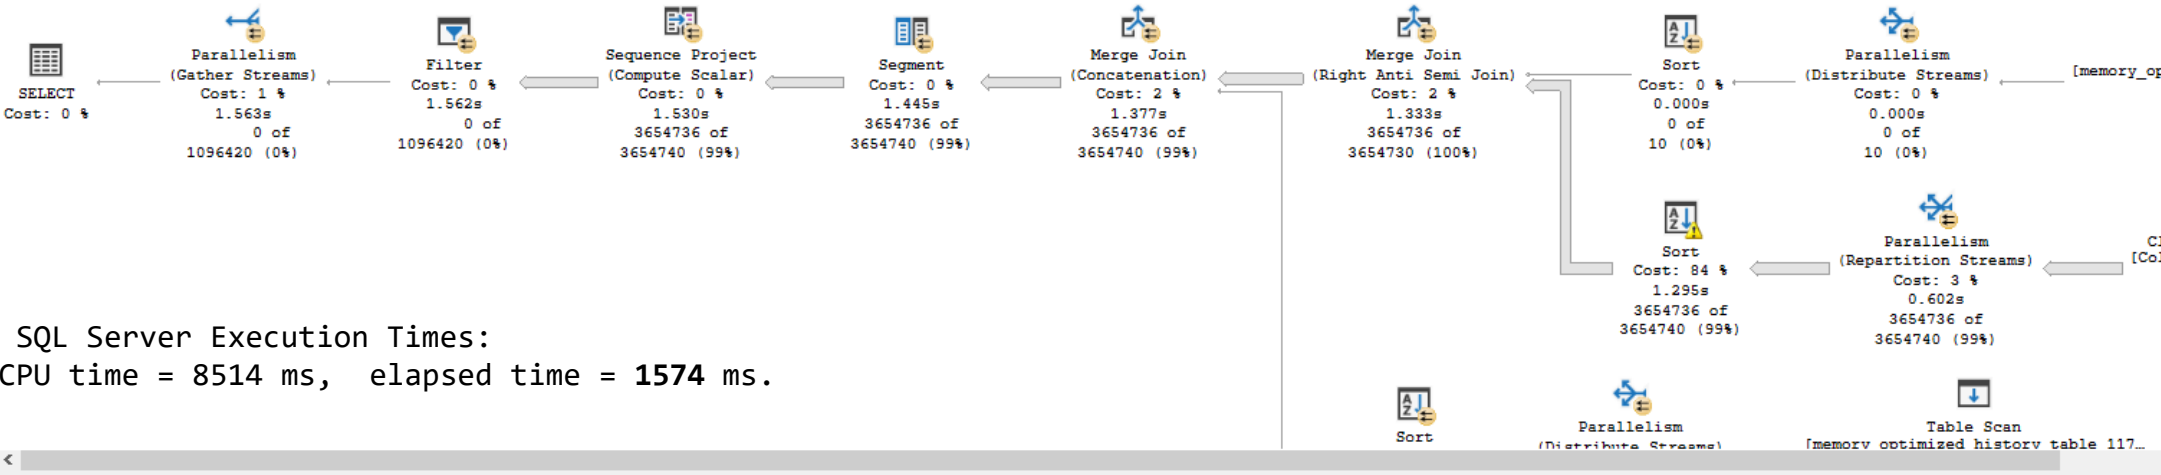 SELECT
Cost: 0 %
Parallelism
(Gather Streams)
Cost: 1 %
1.563s
0 of
1096420 (0%)
Filter
Cost: 0 %
1.562s
0 of
1096420 (0%)
Sequence Project
(Compute Scalar)
Cost: 0 %
1.530s
3654736 of
3654740 (99%)
Segment
Cost: 0 %
1.445s
3654736 of
3654740 (99%)
Merge Join
(Concatenation)
Cost: 2 %
1.377s
3654736 of
3654740 (99%)
Merge Join
(Right Anti Semi Join)
Cost: 2 %
1.333s
3654736 of
3654730 (100%)
Sort
Cost: 0 %
0.000s
0 of
10 (0%)
Parallelism
(Distribute Streams)
Cost: 0 %
0.000s
0 of
10 (0%)
[memory_op
Sort
Cost: 84 %
1.295s
3654736 of
3654740 (99%)
Parallelism
(Repartition Streams)
Cost: 3 %
0.602s
3654736 of
3654740 (99%)
[Col
SQL Server Execution Times:
CPU time = 8514 ms,  elapsed time = 1574 ms.
Sort
Parallelism
(Distribute Streams)
Table Scan
[memory_optimized_history_table_117…